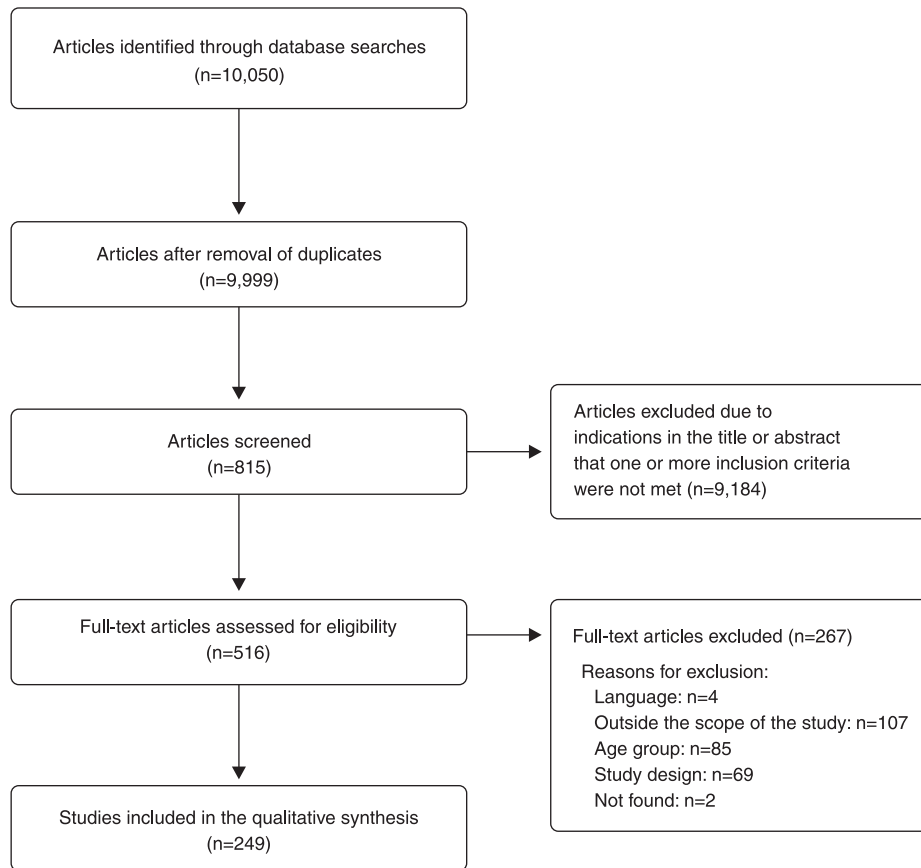 Articles identified through database searches
(n=10,050)
Articles after removal of duplicates
(n=9,999)
Articles screened
(n=815)
Articles excluded due to
indications in the title or abstract
that one or more inclusion criteria
were not met (n=9,184)
Full-text articles assessed for eligibility
(n=516)
Full-text articles excluded (n=267)
Reasons for exclusion:
Language: n=4
Outside the scope of the study: n=107
Age group: n=85
Study design: n=69
Not found: n=2
Studies included in the qualitative synthesis
(n=249)